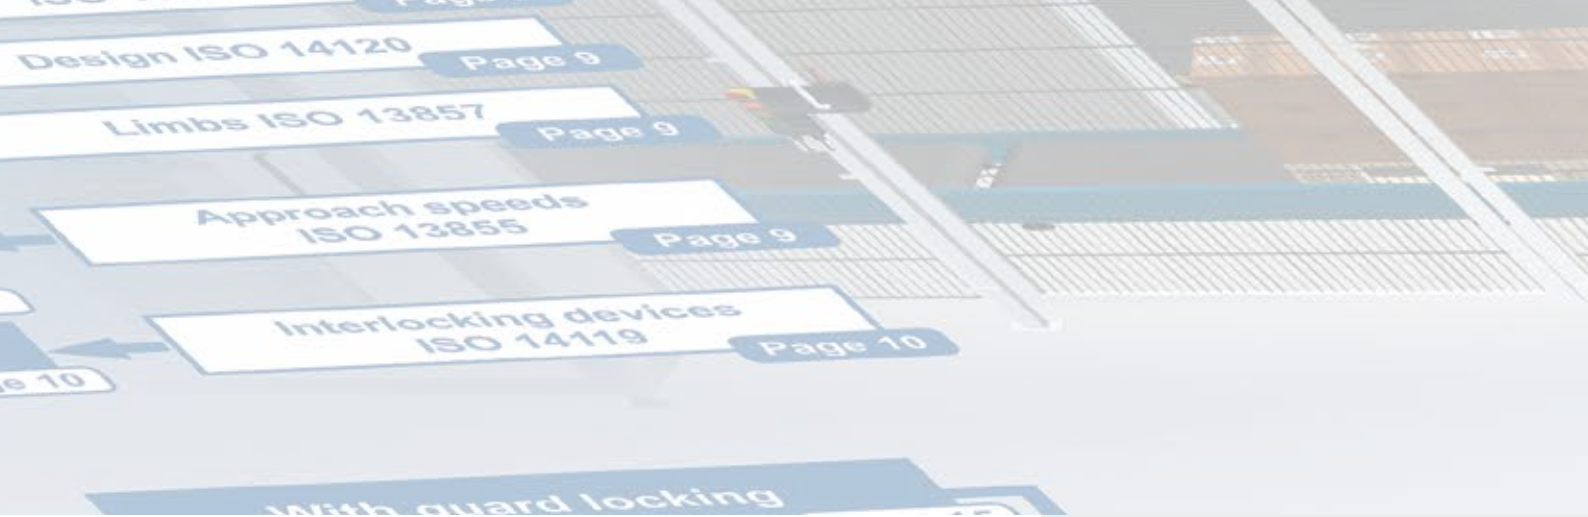 Design ISO 14120
Page 9
Limbs ISO 13857
Page 9
Approach speeds
ISO 13855
Page 9
Interlocking devices
ISO 14119
Page 10
10
With guard locking